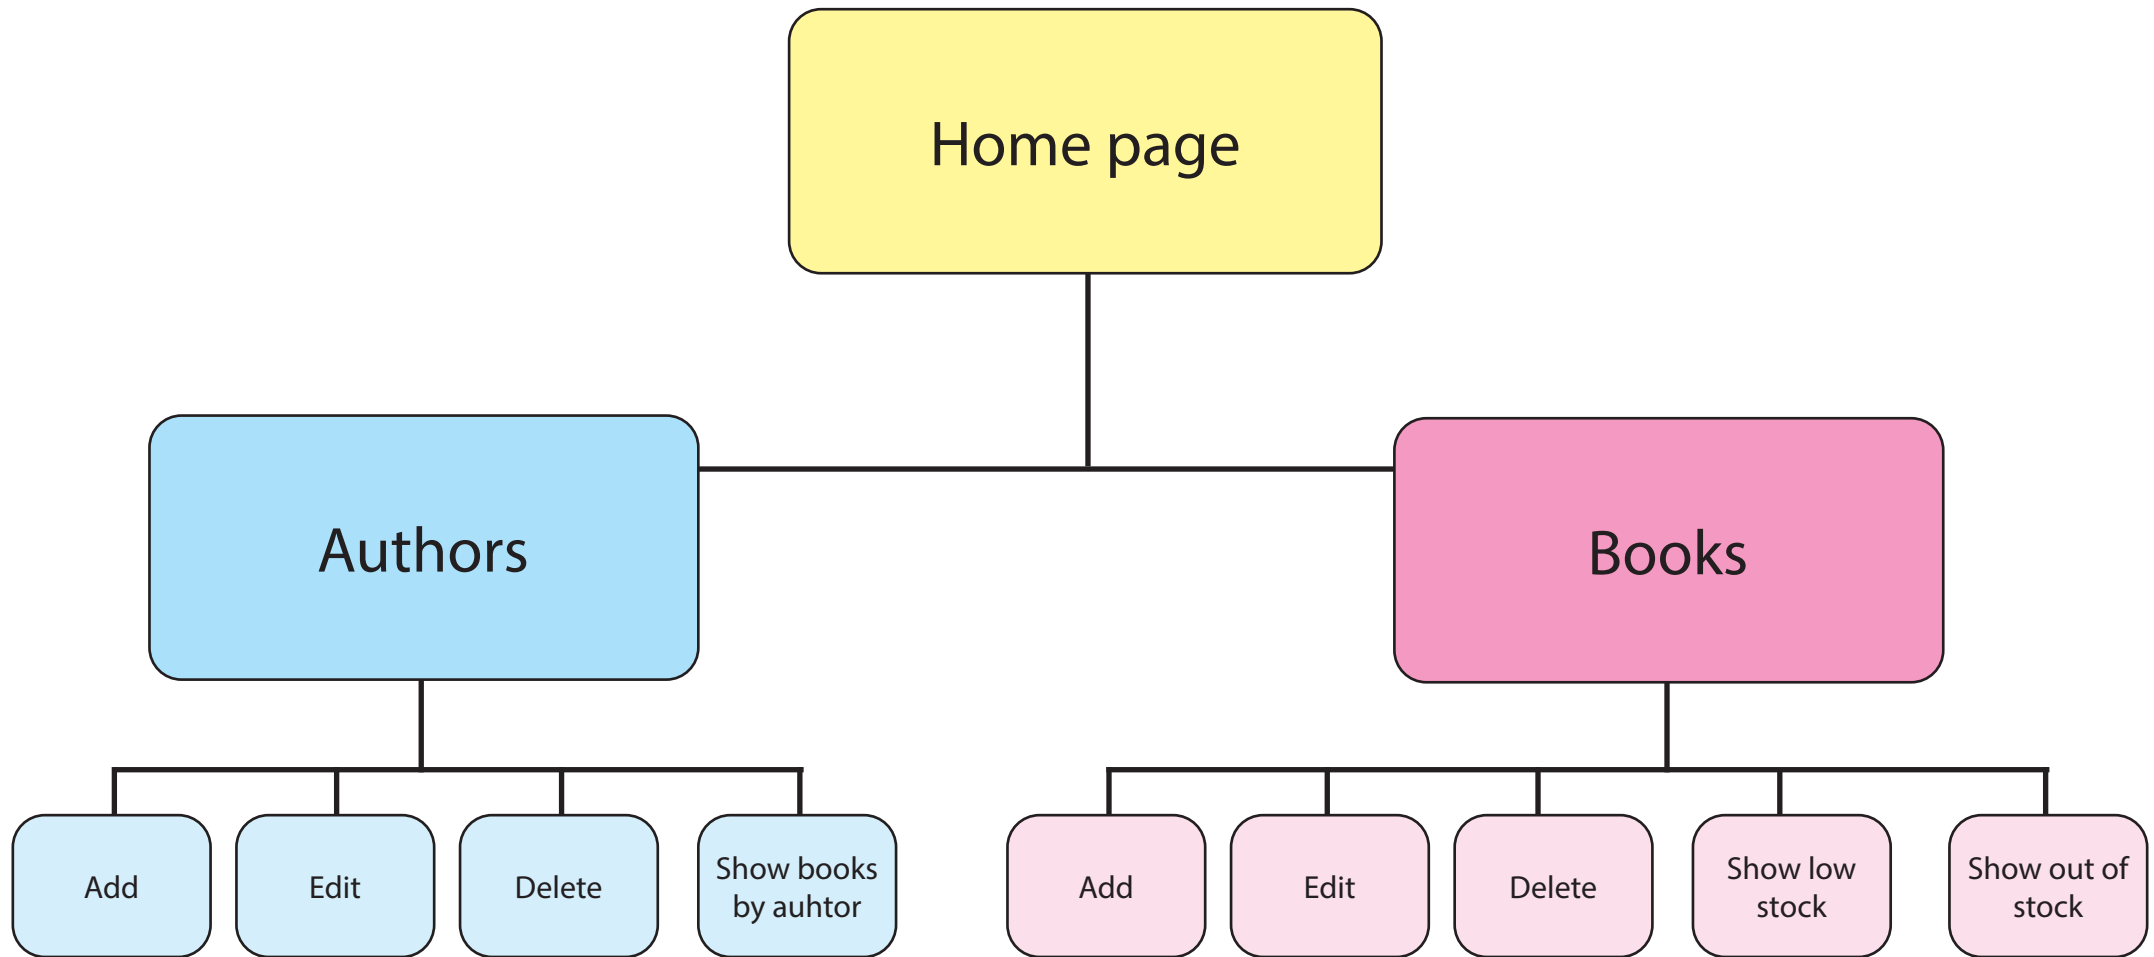 Home page
Authors
Books
Add
Edit
Delete
Show books
by auhtor
Add
Edit
Delete
Show low
stock
Show out of
stock